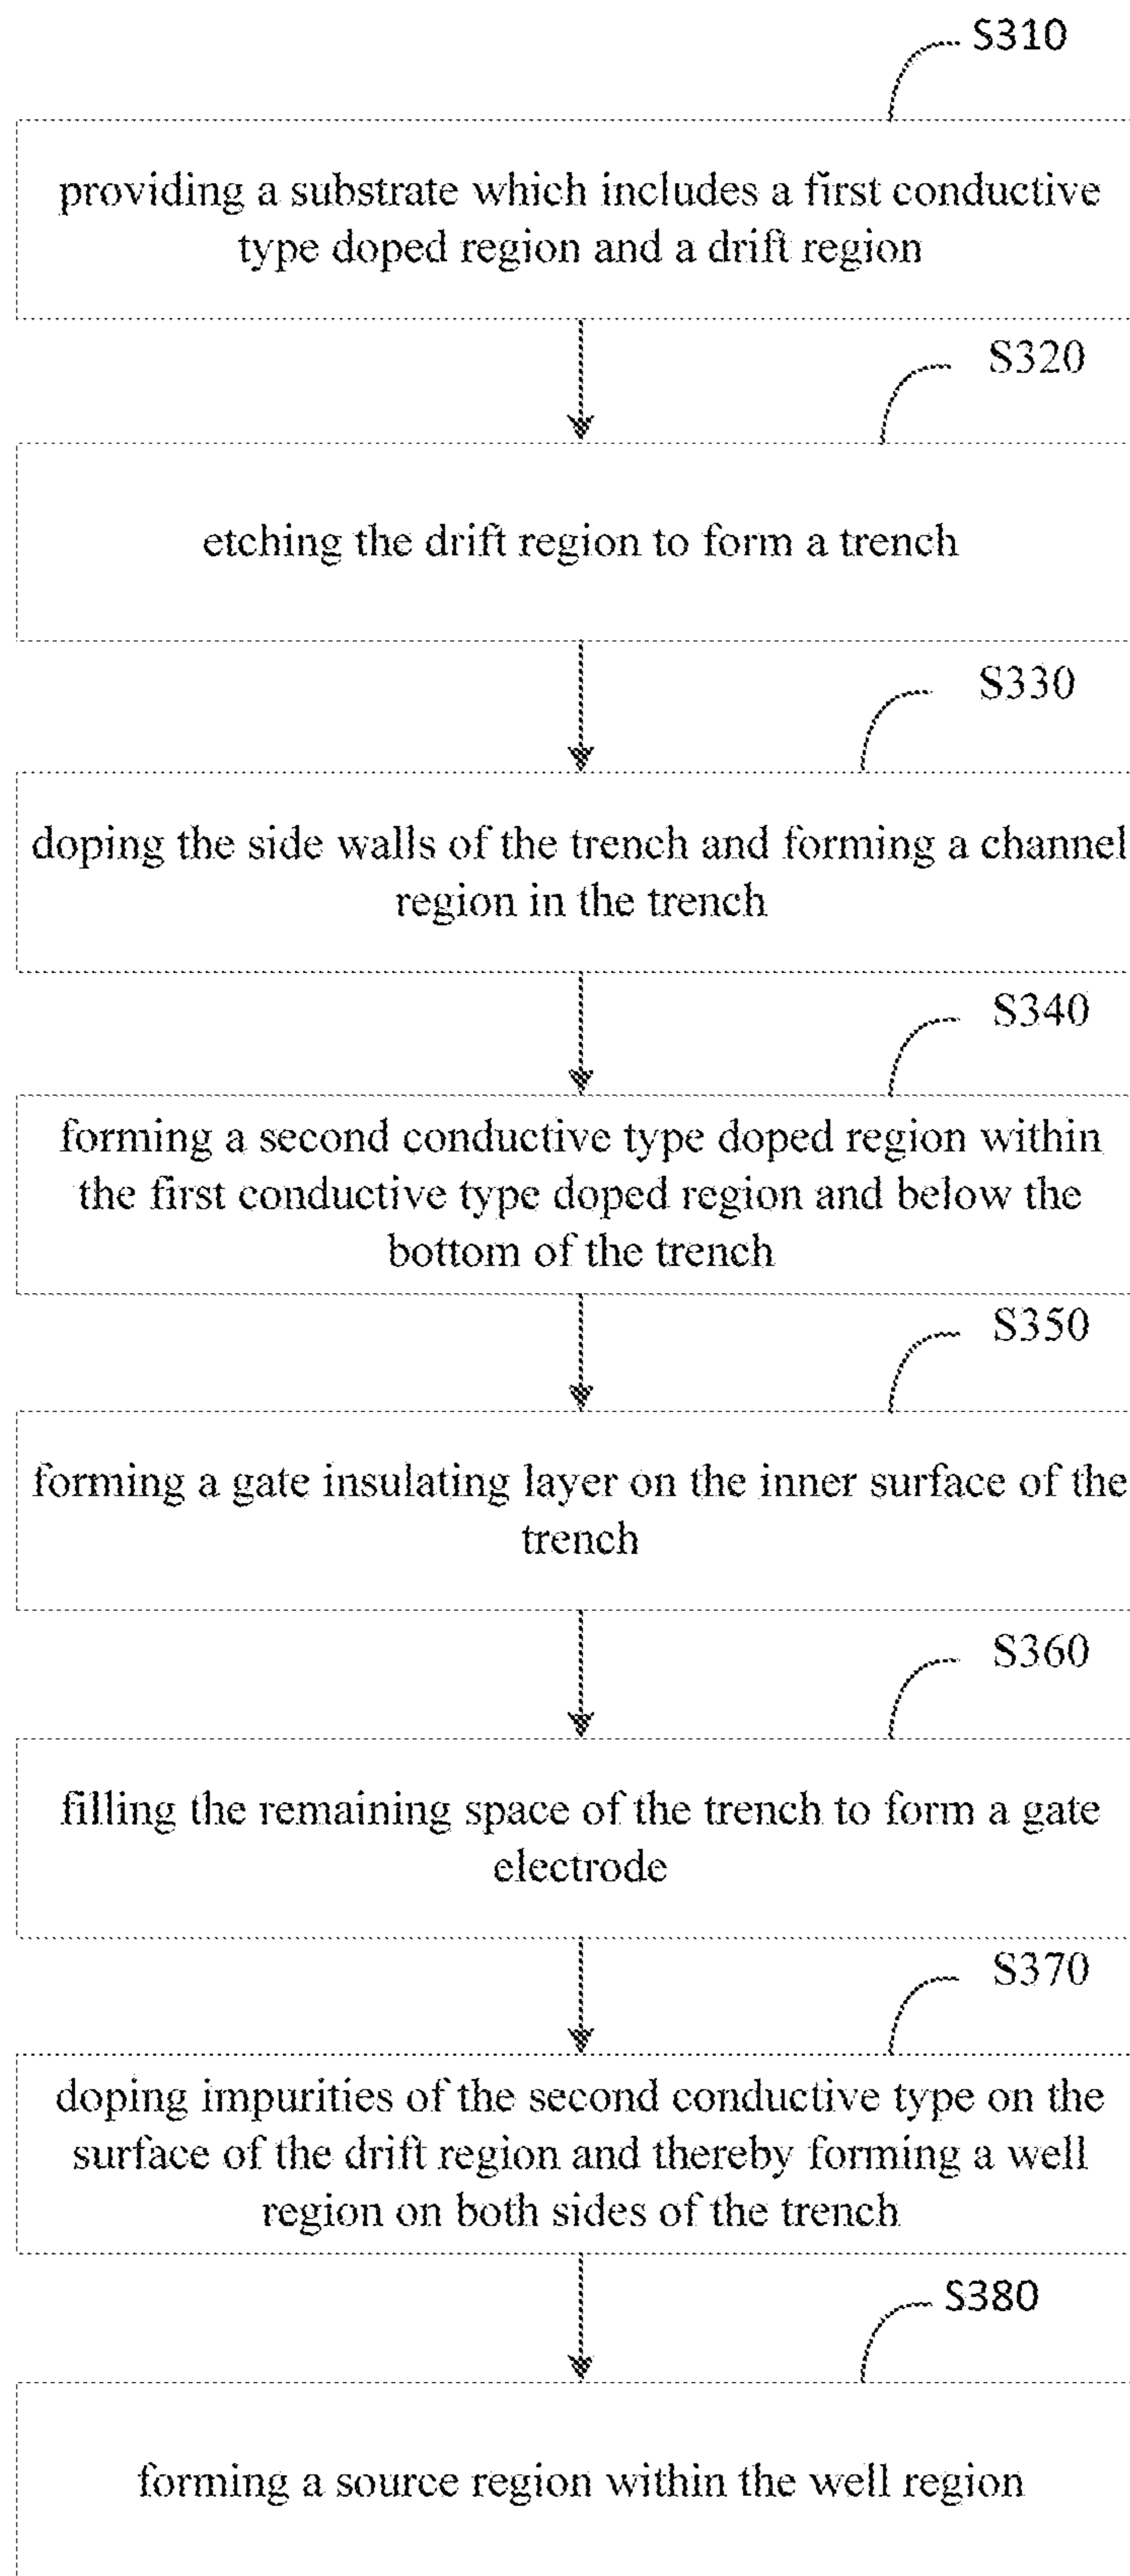 S310
providing a substrate which includes a first conductive
type doped region and a drift region
S320
etching the drift region to form a trench
S330
doping the side walls of the trench and forming a channel
region in the trench
S340
forming a second conductive type doped region within
the first conductive type doped region and below the
bottom of the trench
S350
forming a gate insulating layer on the inner surface of the
trench
S360
filling the remaining space of the trench to form a gate
electrode
S370
doping impurities of the second conductive type on the
surface of the drift region and thereby forming a well
region on both sides of the trench
S380
forming a source region within the well region